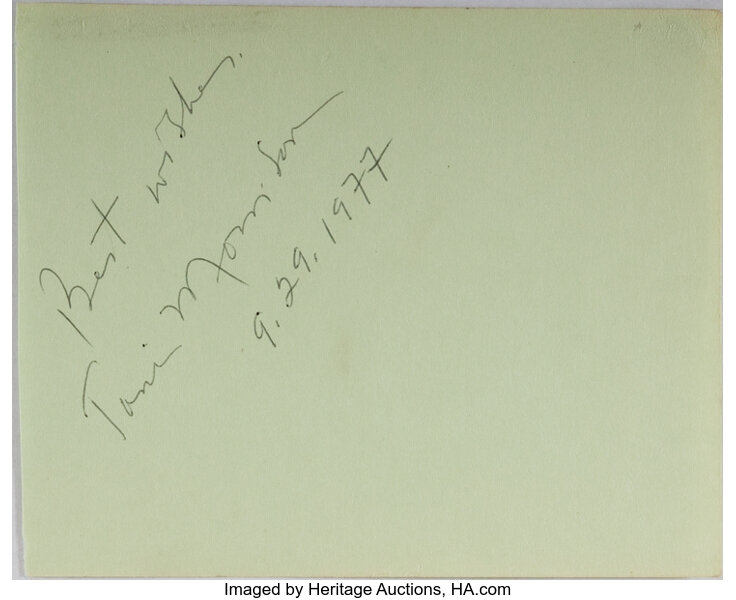 Best wishes.
Toni Morrison
9.29.1977
Imaged by Heritage Auctions, HA.com